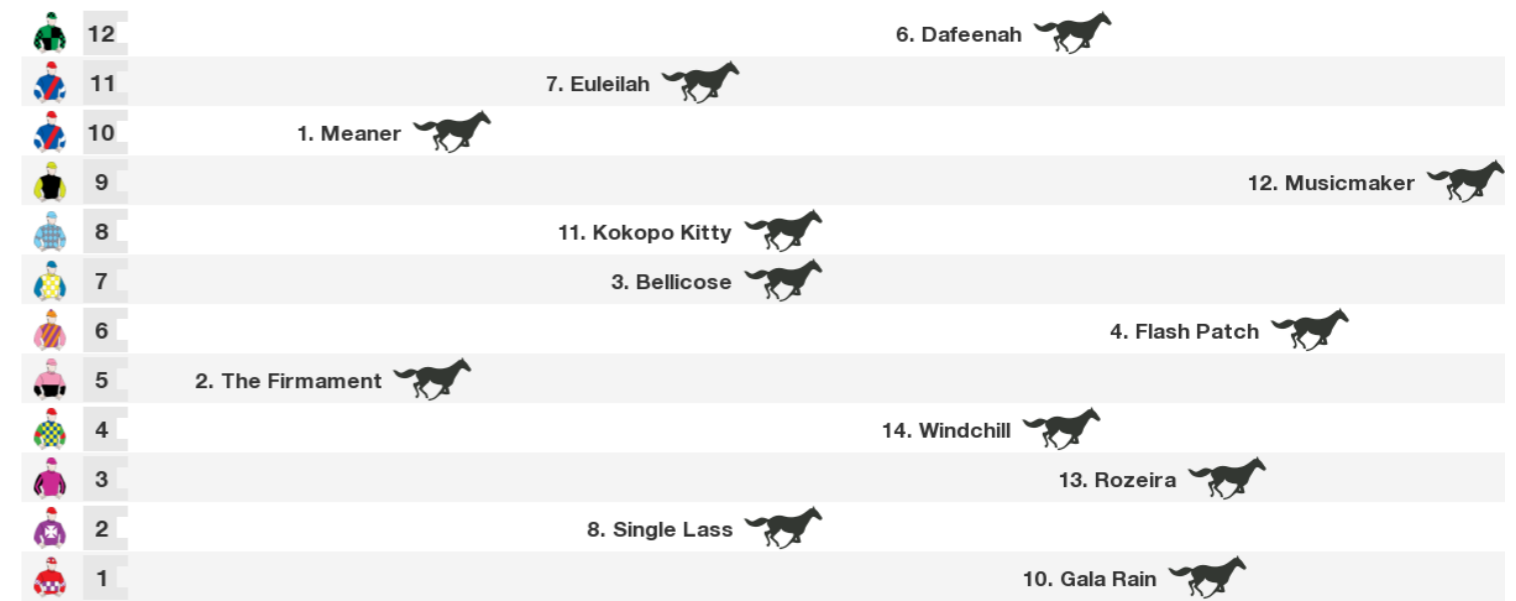 12 6. Dafeenah
11 7. Euleilah
10 1. Meaner
9 12. Musicmaker
8 11. Kokopo Kitty
7 3. Bellicose
6 4. Flash Patch
5 2. The Firmament
4 14. Windchill
3 13. Rozeira
2 8. Single Lass
1 10. Gala Rain